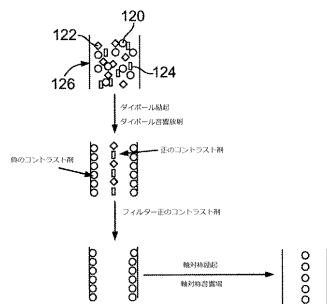 120
122
124
126
ダイポール励起
ダイポール音響放射
正のコントラスト剤
負のコントラスト剤
フィルター正のコントラスト剤
軸対称励起
軸対称音響場